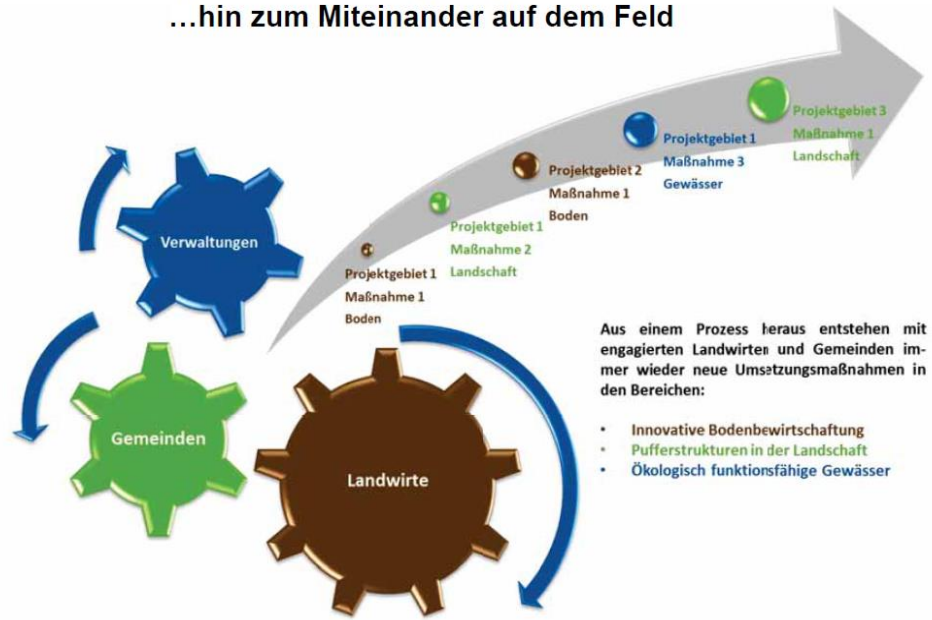 ...hin zum Miteinander auf dem Feld
Verwaltungen
Gemeinden
Landwirte
Projektgebiet 1
Maßnahme 1
Boden
Projektgebiet 1
Maßnahme 2
Landschaft
Projektgebiet 2
Maßnahme 1
Boden
Projektgebiet 1
Maßnahme 3
Gewässer
Projektgebiet 3
Maßnahme 1
Landschaft
Aus einem Prozess heraus entstehen mit
engagierten Landwirten und Gemeinden im-
mer wieder neue Umsetzungsmaßnahmen in
den Bereichen:
• Innovative Bodenbewirtschaftung
• Pufferstrukturen in der Landschaft
• Ökologisch funktionsfähige Gewässer